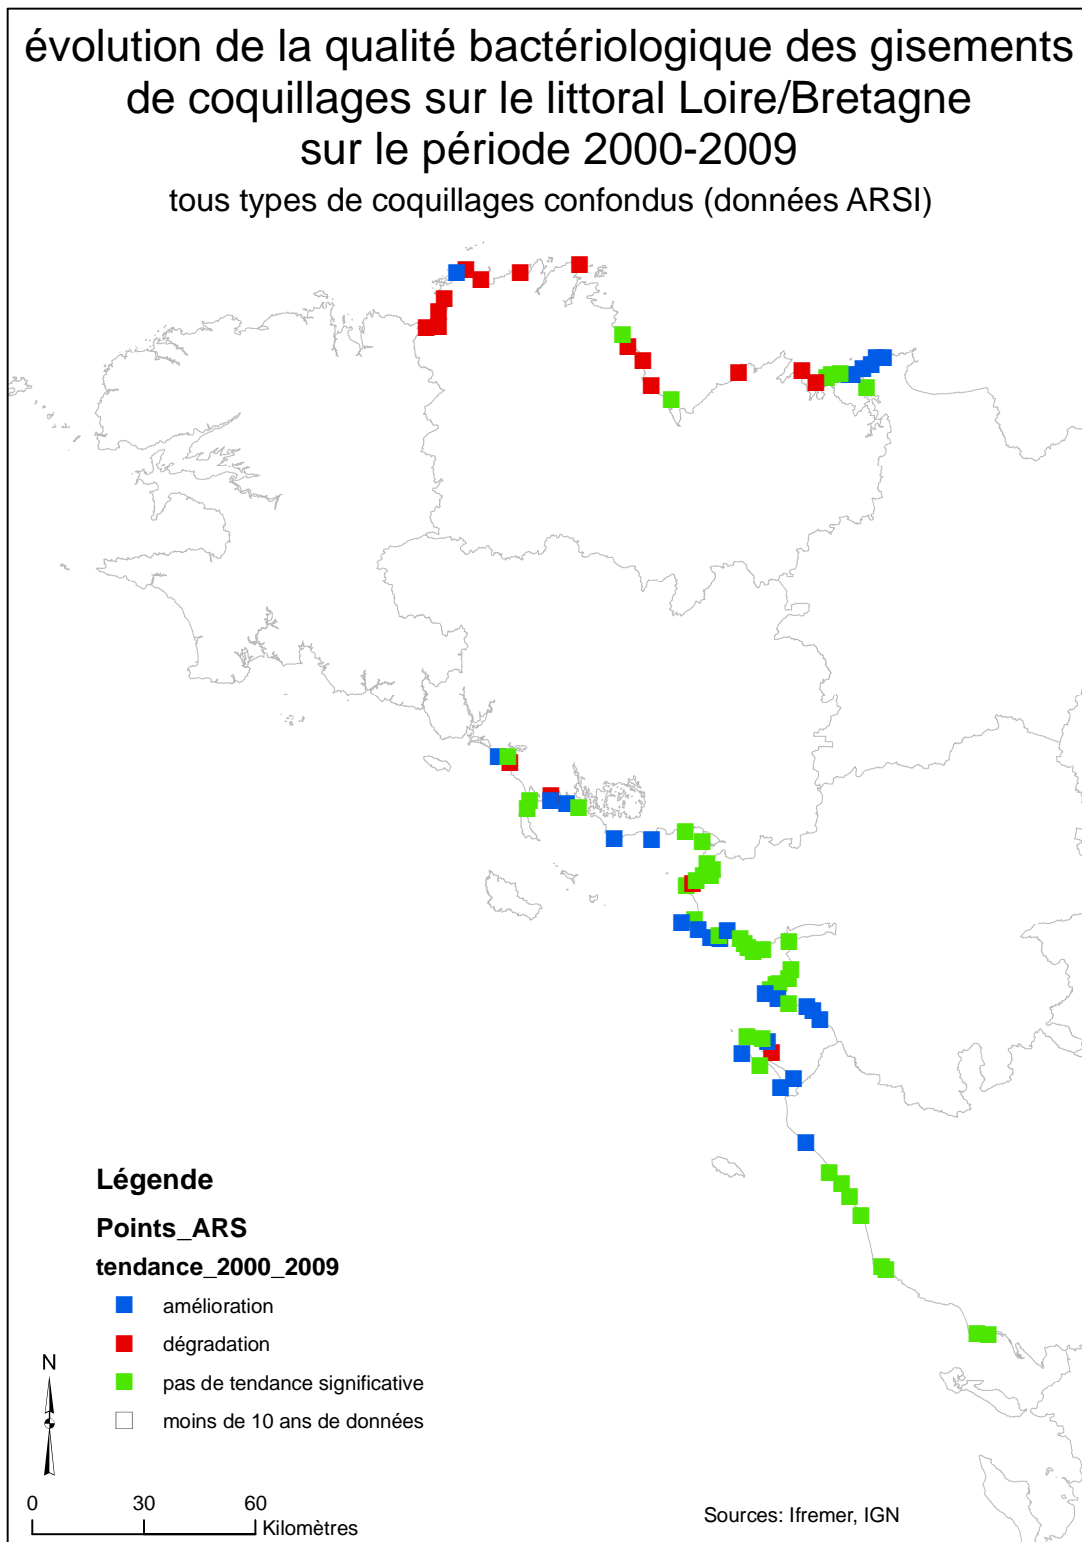 évolution de la qualité bactériologique des gisements
de coquillages sur le littoral Loire/Bretagne
sur le période 2000-2009
tous types de coquillages confondus (données ARSI)
Légende
Points_ARS
tendance_2000_2009
amélioration
dégradation
pas de tendance significative
moins de 10 ans de données
N
0 30 60
Kilomètres
Sources: Ifremer, IGN